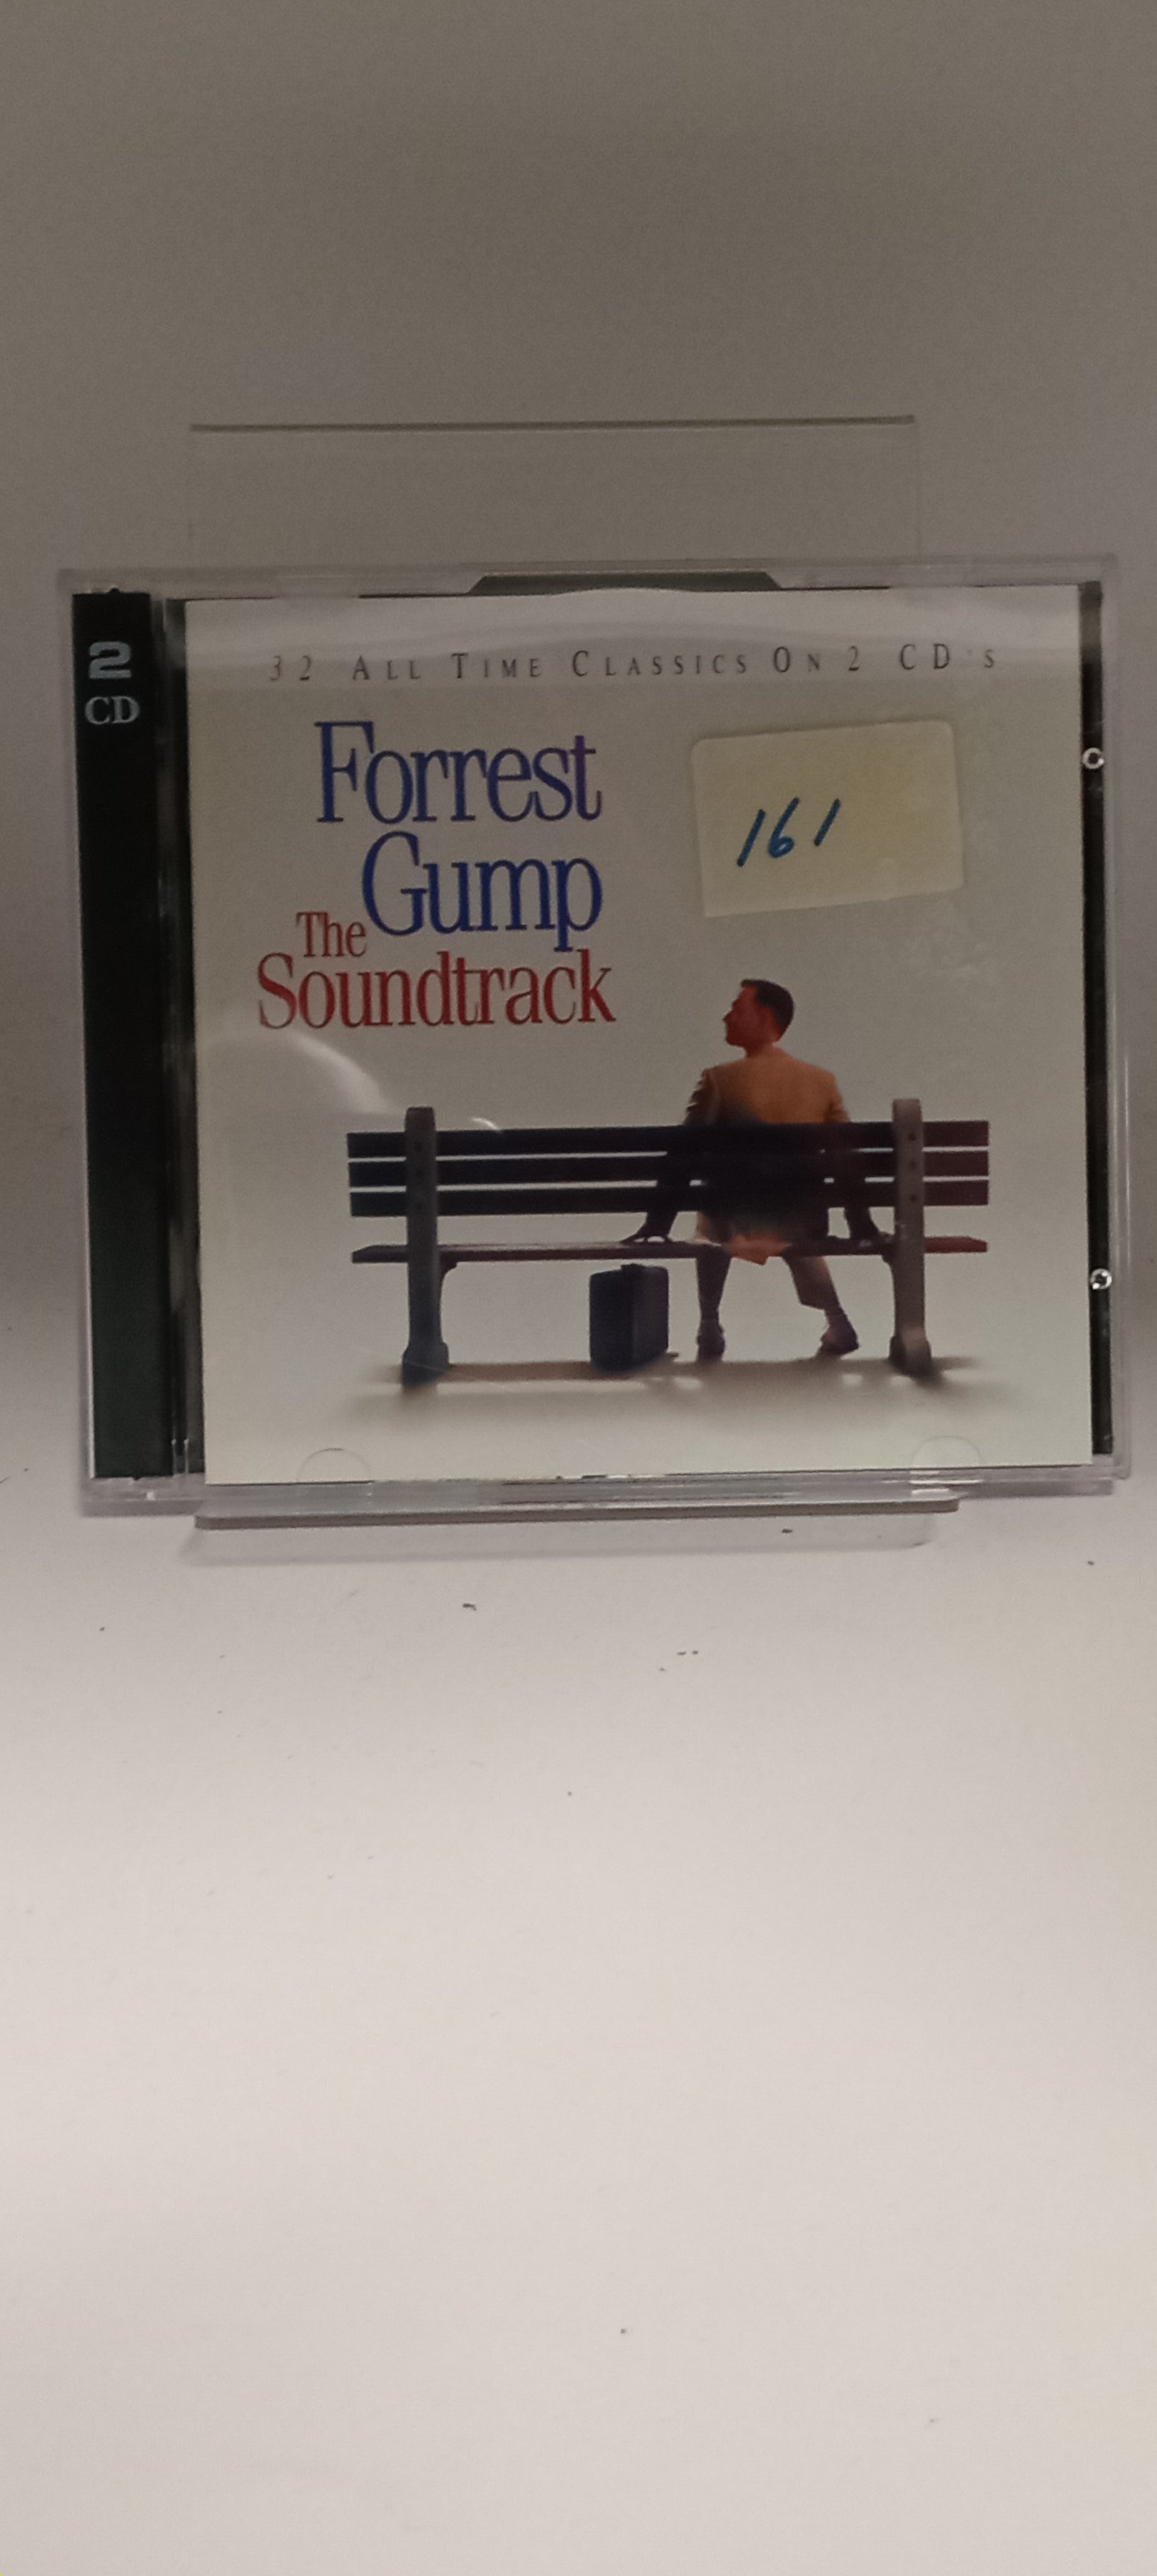 2
CD
32 ALL TIME CLASSICS ON 2 CD'S
Forrest
Gump
The
Soundtrack
161